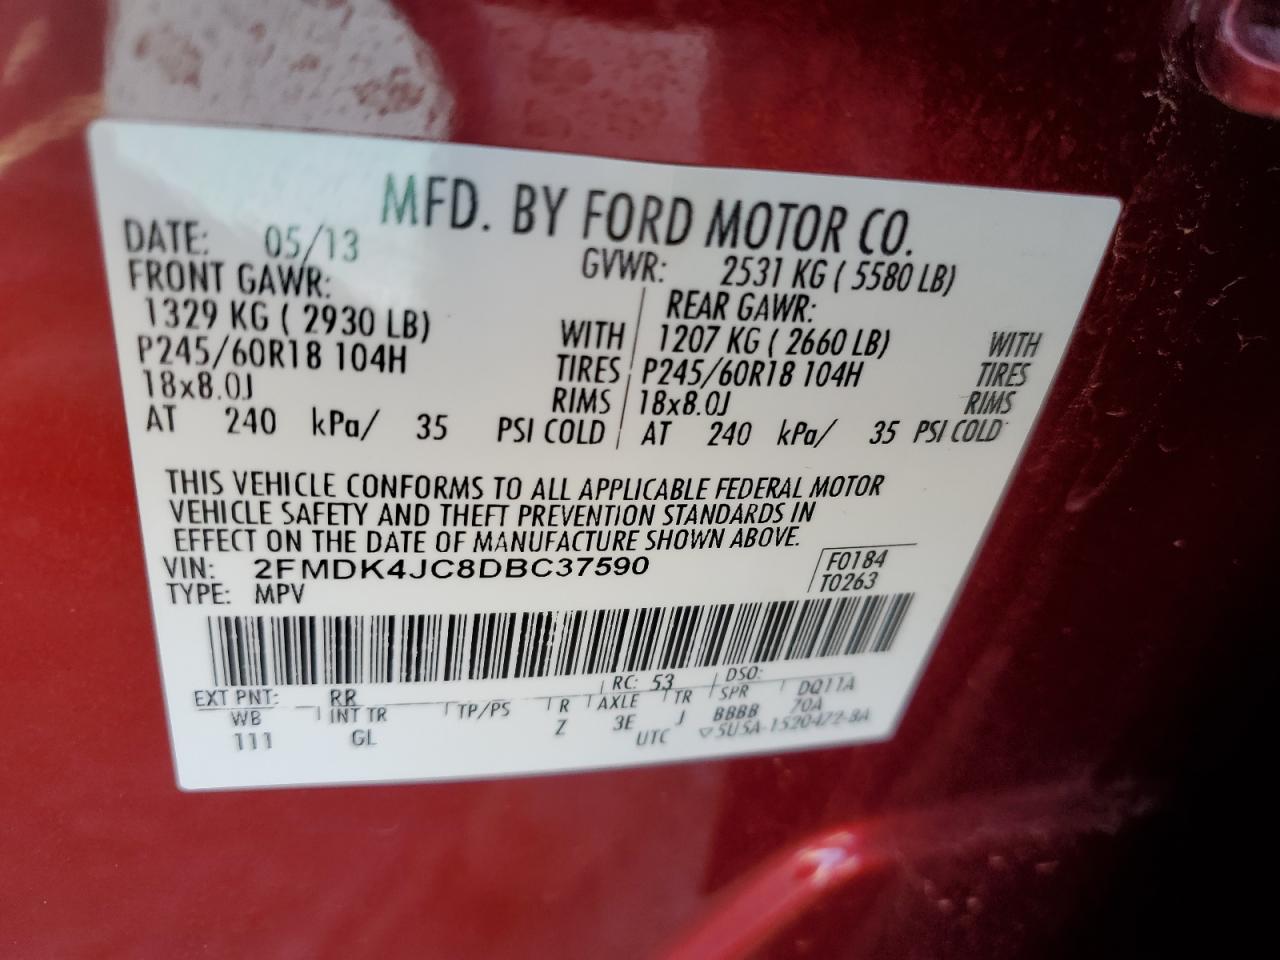 MFD. BY FORD MOTOR CO.
DATE: 05/13 GVWR: 2531 KG ( 5580 LB)
FRONT GAWR: REAR GAWR:
1329 KG ( 2930 LB) WITH 1207 KG ( 2660 LB) WITH
P245/60R18 104H TIRES P245/60R18 104H TIRES
18x8.0J RIMS 18x8.0J RIMS
AT 240 kPa/ 35 PSI COLD AT 240 kPa/ 35 PSI COLD
THIS VEHICLE CONFORMS TO ALL APPLICABLE FEDERAL MOTOR
VEHICLE SAFETY AND THEFT PREVENTION STANDARDS IN
EFFECT ON THE DATE OF MANUFACTURE SHOWN ABOVE.
VIN: 2FMDK4JC8DBC37590 F0184
TYPE: MPV T0263
EXT PNT: RR RC: 53 DSO:
WB INT TR TP/PS R AXLE TR SPR DQ11A
111 GL Z 3E J BBBB 70A
UTC ▽5U5A-1520472-BA